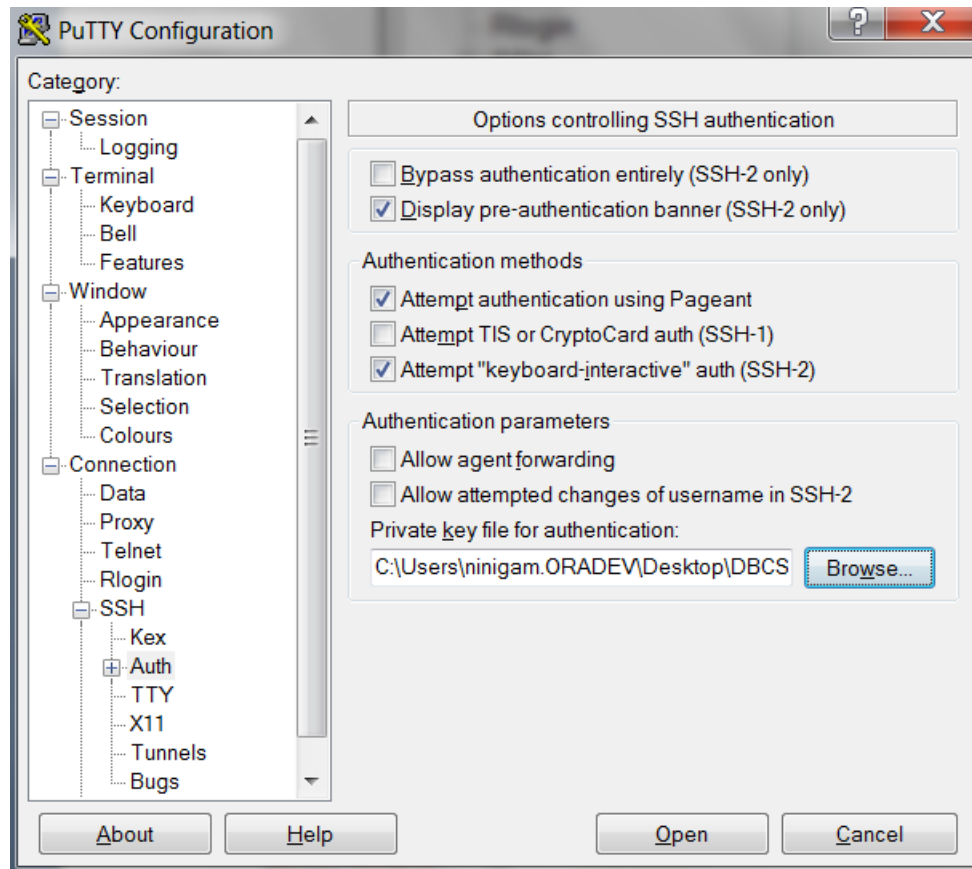 PuTTY Configuration
Category:
Session
Logging
Terminal
Keyboard
Bell
Features
Window
Appearance
Behaviour
Translation
Selection
Colours
Connection
Data
Proxy
Telnet
Rlogin
SSH
Kex
Auth
TTY
X11
Tunnels
Bugs
Options controlling SSH authentication
Bypass authentication entirely (SSH-2 only)
Display pre-authentication banner (SSH-2 only)
Authentication methods
Attempt authentication using Pageant
Attempt TIS or CryptoCard auth (SSH-1)
Attempt "keyboard-interactive" auth (SSH-2)
Authentication parameters
Allow agent forwarding
Allow attempted changes of username in SSH-2
Private key file for authentication:
C:\Users\ninigam.ORADEV\Desktop\DBCS
Browse...
About
Help
Open
Cancel